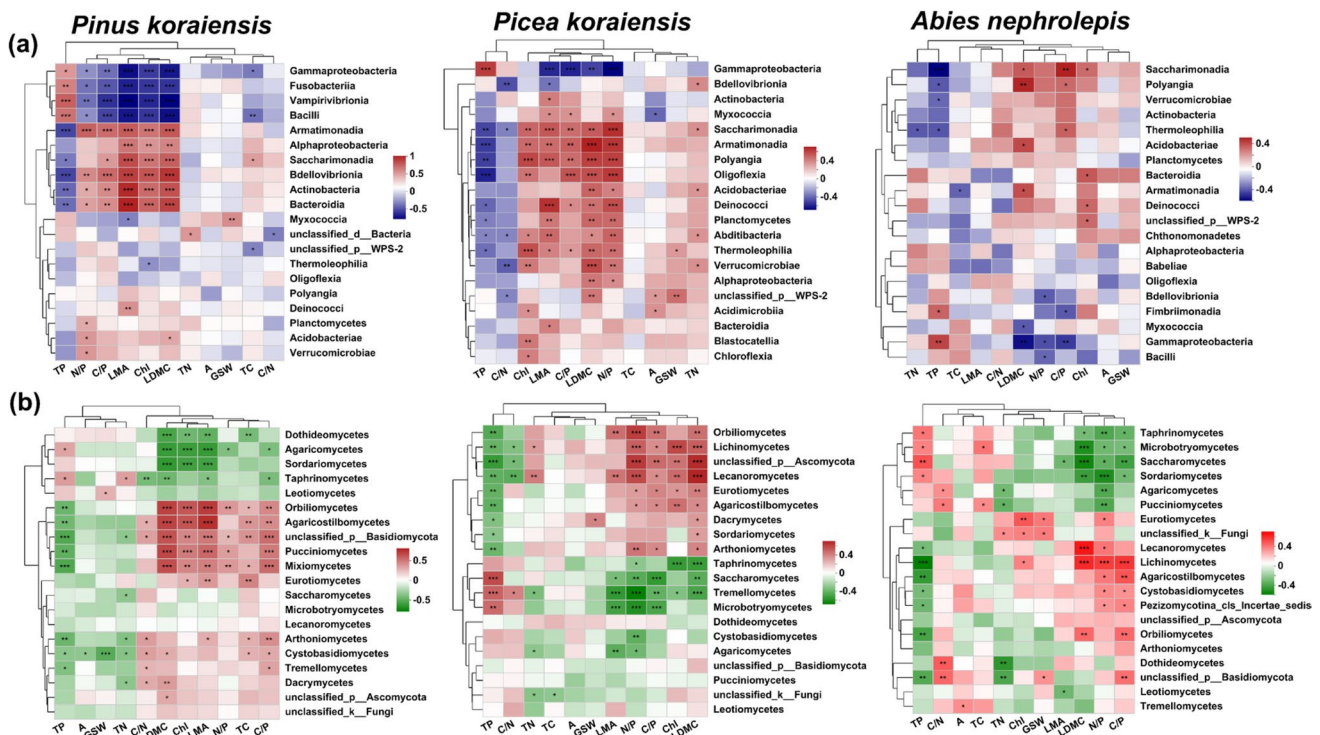 Pinus koraiensis
Picea koraiensis
Abies nephrolepis
(a)
Gammaproteobacteria
Fusobacteriia
Vampirivibrionia
Bacilli
Armatimonadia
Alphaproteobacteria
Saccharimonadia
Bdellovibrionia
Actinobacteria
Bacteroidia
Myxococcia
unclassified_d__Bacteria
unclassified_p__WPS-2
Thermoleophilia
Oligoflexia
Polyangia
Deinococci
Planctomycetes
Acidobacteriae
Verrucomicrobiae
1
0.5
0
-0.5
TP N/P C/P LMA Chl LDMC TN A GSW TC C/N
Gammaproteobacteria
Bdellovibrionia
Actinobacteria
Myxococcia
Saccharimonadia
Armatimonadia
Polyangia
Oligoflexia
Acidobacteriae
Deinococci
Planctomycetes
Abditibacteria
Thermoleophilia
Verrucomicrobiae
Alphaproteobacteria
unclassified_p__WPS-2
Acidimicrobiia
Bacteroidia
Blastocatellia
Chloroflexia
0.4
0
-0.4
TP C/N Chl LMA C/P LDMC N/P TC A GSW TN
Saccharimonadia
Polyangia
Verrucomicrobiae
Actinobacteria
Thermoleophilia
Acidobacteriae
Planctomycetes
Bacteroidia
Armatimonadia
Deinococci
unclassified_p__WPS-2
Chthonomonadetes
Alphaproteobacteria
Babeliae
Oligoflexia
Bdellovibrionia
Fimbriimonadia
Myxococcia
Gammaproteobacteria
Bacilli
0.4
0
-0.4
TN TP TC LMA C/N LDMC N/P C/P Chl A GSW
(b)
Dothideomycetes
Agaricomycetes
Sordariomycetes
Taphrinomycetes
Leotiomycetes
Orbiliomycetes
Agaricostilbomycetes
unclassified_p__Basidiomycota
Pucciniomycetes
Mixiomycetes
Eurotiomycetes
Saccharomycetes
Microbotryomycetes
Lecanoromycetes
Arthoniomycetes
Cystobasidiomycetes
Tremellomycetes
Dacrymycetes
unclassified_p__Ascomycota
unclassified_k__Fungi
0.5
0
-0.5
TP A GSW TN C/N LDMC Chl LMA N/P TC C/P
Orbiliomycetes
Lichinomycetes
unclassified_p__Ascomycota
Lecanoromycetes
Eurotiomycetes
Agaricostilbomycetes
Dacrymycetes
Sordariomycetes
Arthoniomycetes
Taphrinomycetes
Saccharomycetes
Tremellomycetes
Microbotryomycetes
Dothideomycetes
Cystobasidiomycetes
Agaricomycetes
unclassified_p__Basidiomycota
Pucciniomycetes
unclassified_k__Fungi
Leotiomycetes
0.4
0
-0.4
TP C/N TN TC A GSW LMA N/P C/P Chl LDMC
Taphrinomycetes
Microbotryomycetes
Saccharomycetes
Sordariomycetes
Agaricomycetes
Pucciniomycetes
Eurotiomycetes
unclassified_k__Fungi
Lecanoromycetes
Lichinomycetes
Agaricostilbomycetes
Cystobasidiomycetes
Pezizomycotina_cls_Incertae_sedis
unclassified_p__Ascomycota
Orbiliomycetes
Arthoniomycetes
Dothideomycetes
unclassified_p__Basidiomycota
Leotiomycetes
Tremellomycetes
0.4
0
-0.4
TP C/N A TC TN Chl GSW LMA LDMC N/P C/P